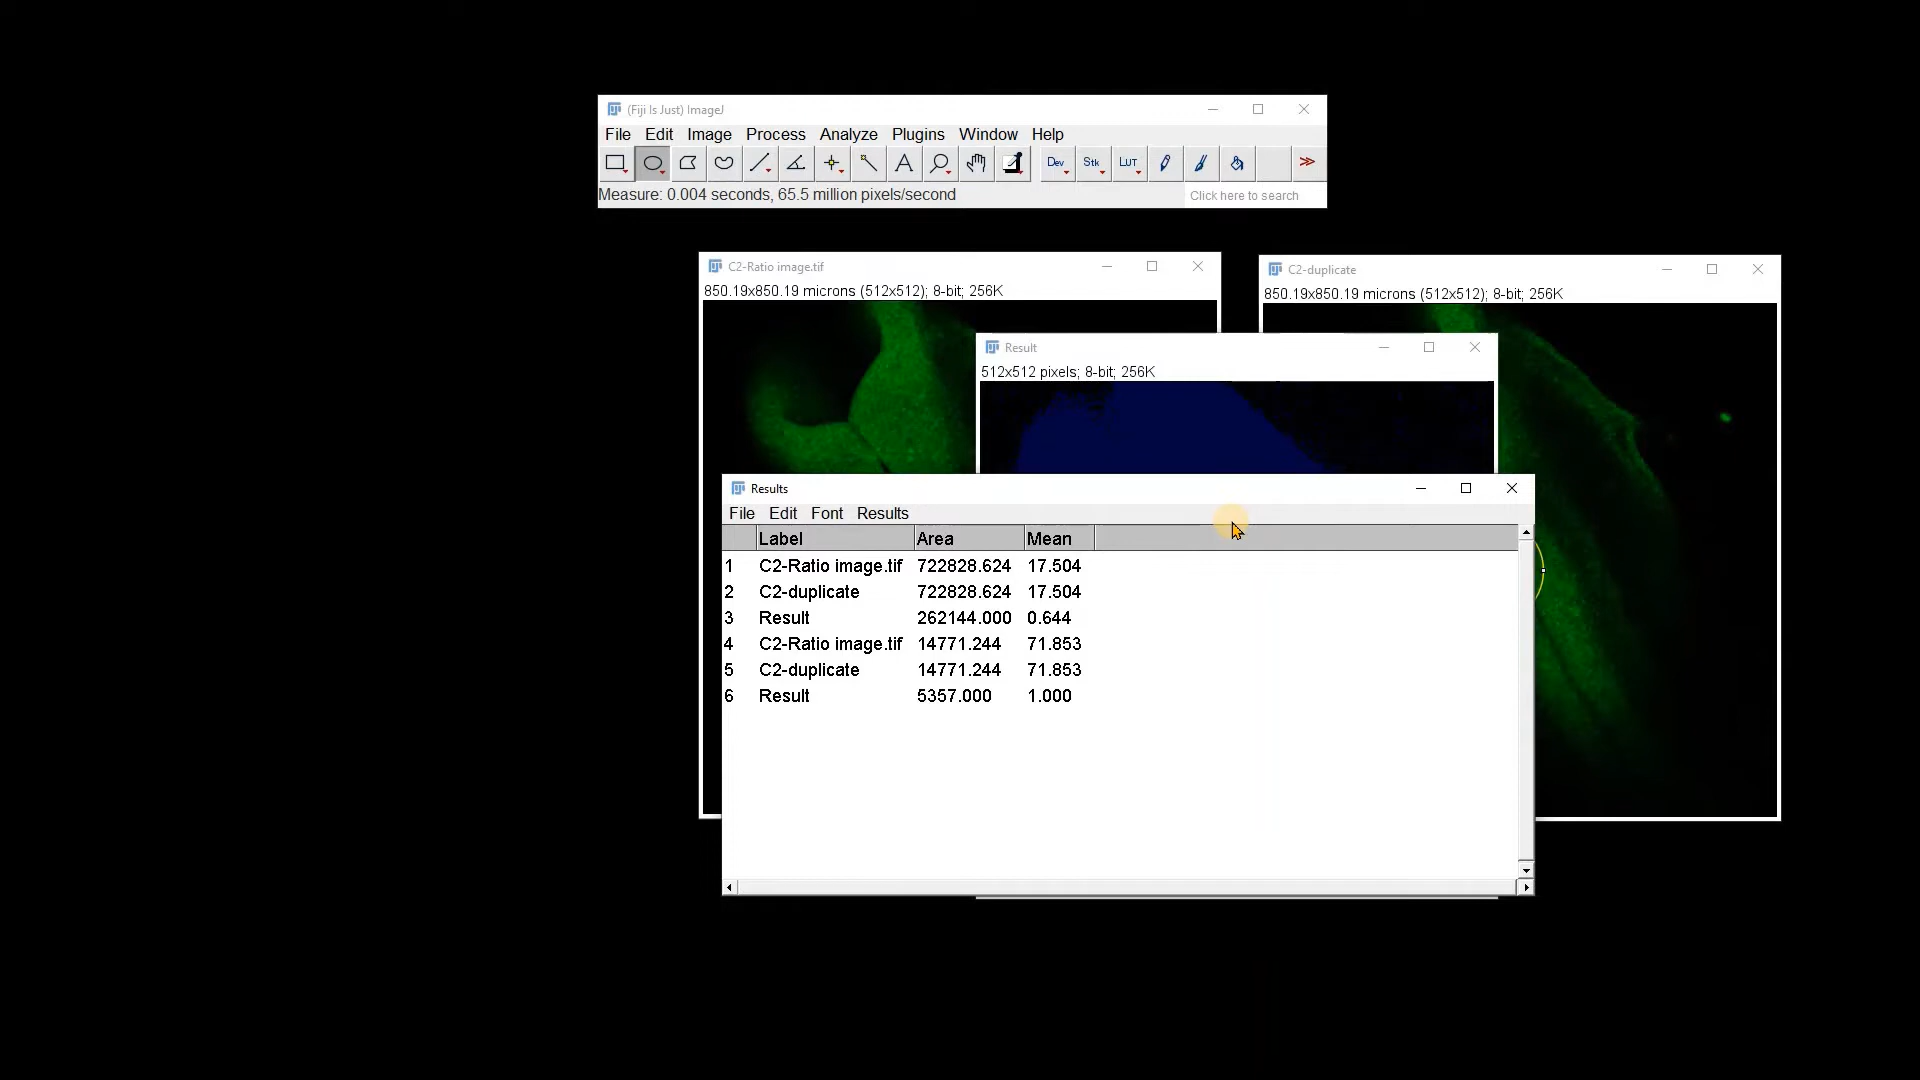 (Fiji Is Just) ImageJ
File Edit Image Process Analyze Plugins Window Help
Dev Stk LUT
Measure: 0.004 seconds, 65.5 million pixels/second
Click here to search
C2-Ratio image.tif
850.19x850.19 microns (512x512); 8-bit; 256K
C2-duplicate
850.19x850.19 microns (512x512); 8-bit; 256K
Result
512x512 pixels; 8-bit; 256K
Results
File Edit Font Results
Label Area Mean
1 C2-Ratio image.tif 722828.624 17.504
2 C2-duplicate 722828.624 17.504
3 Result 262144.000 0.644
4 C2-Ratio image.tif 14771.244 71.853
5 C2-duplicate 14771.244 71.853
6 Result 5357.000 1.000